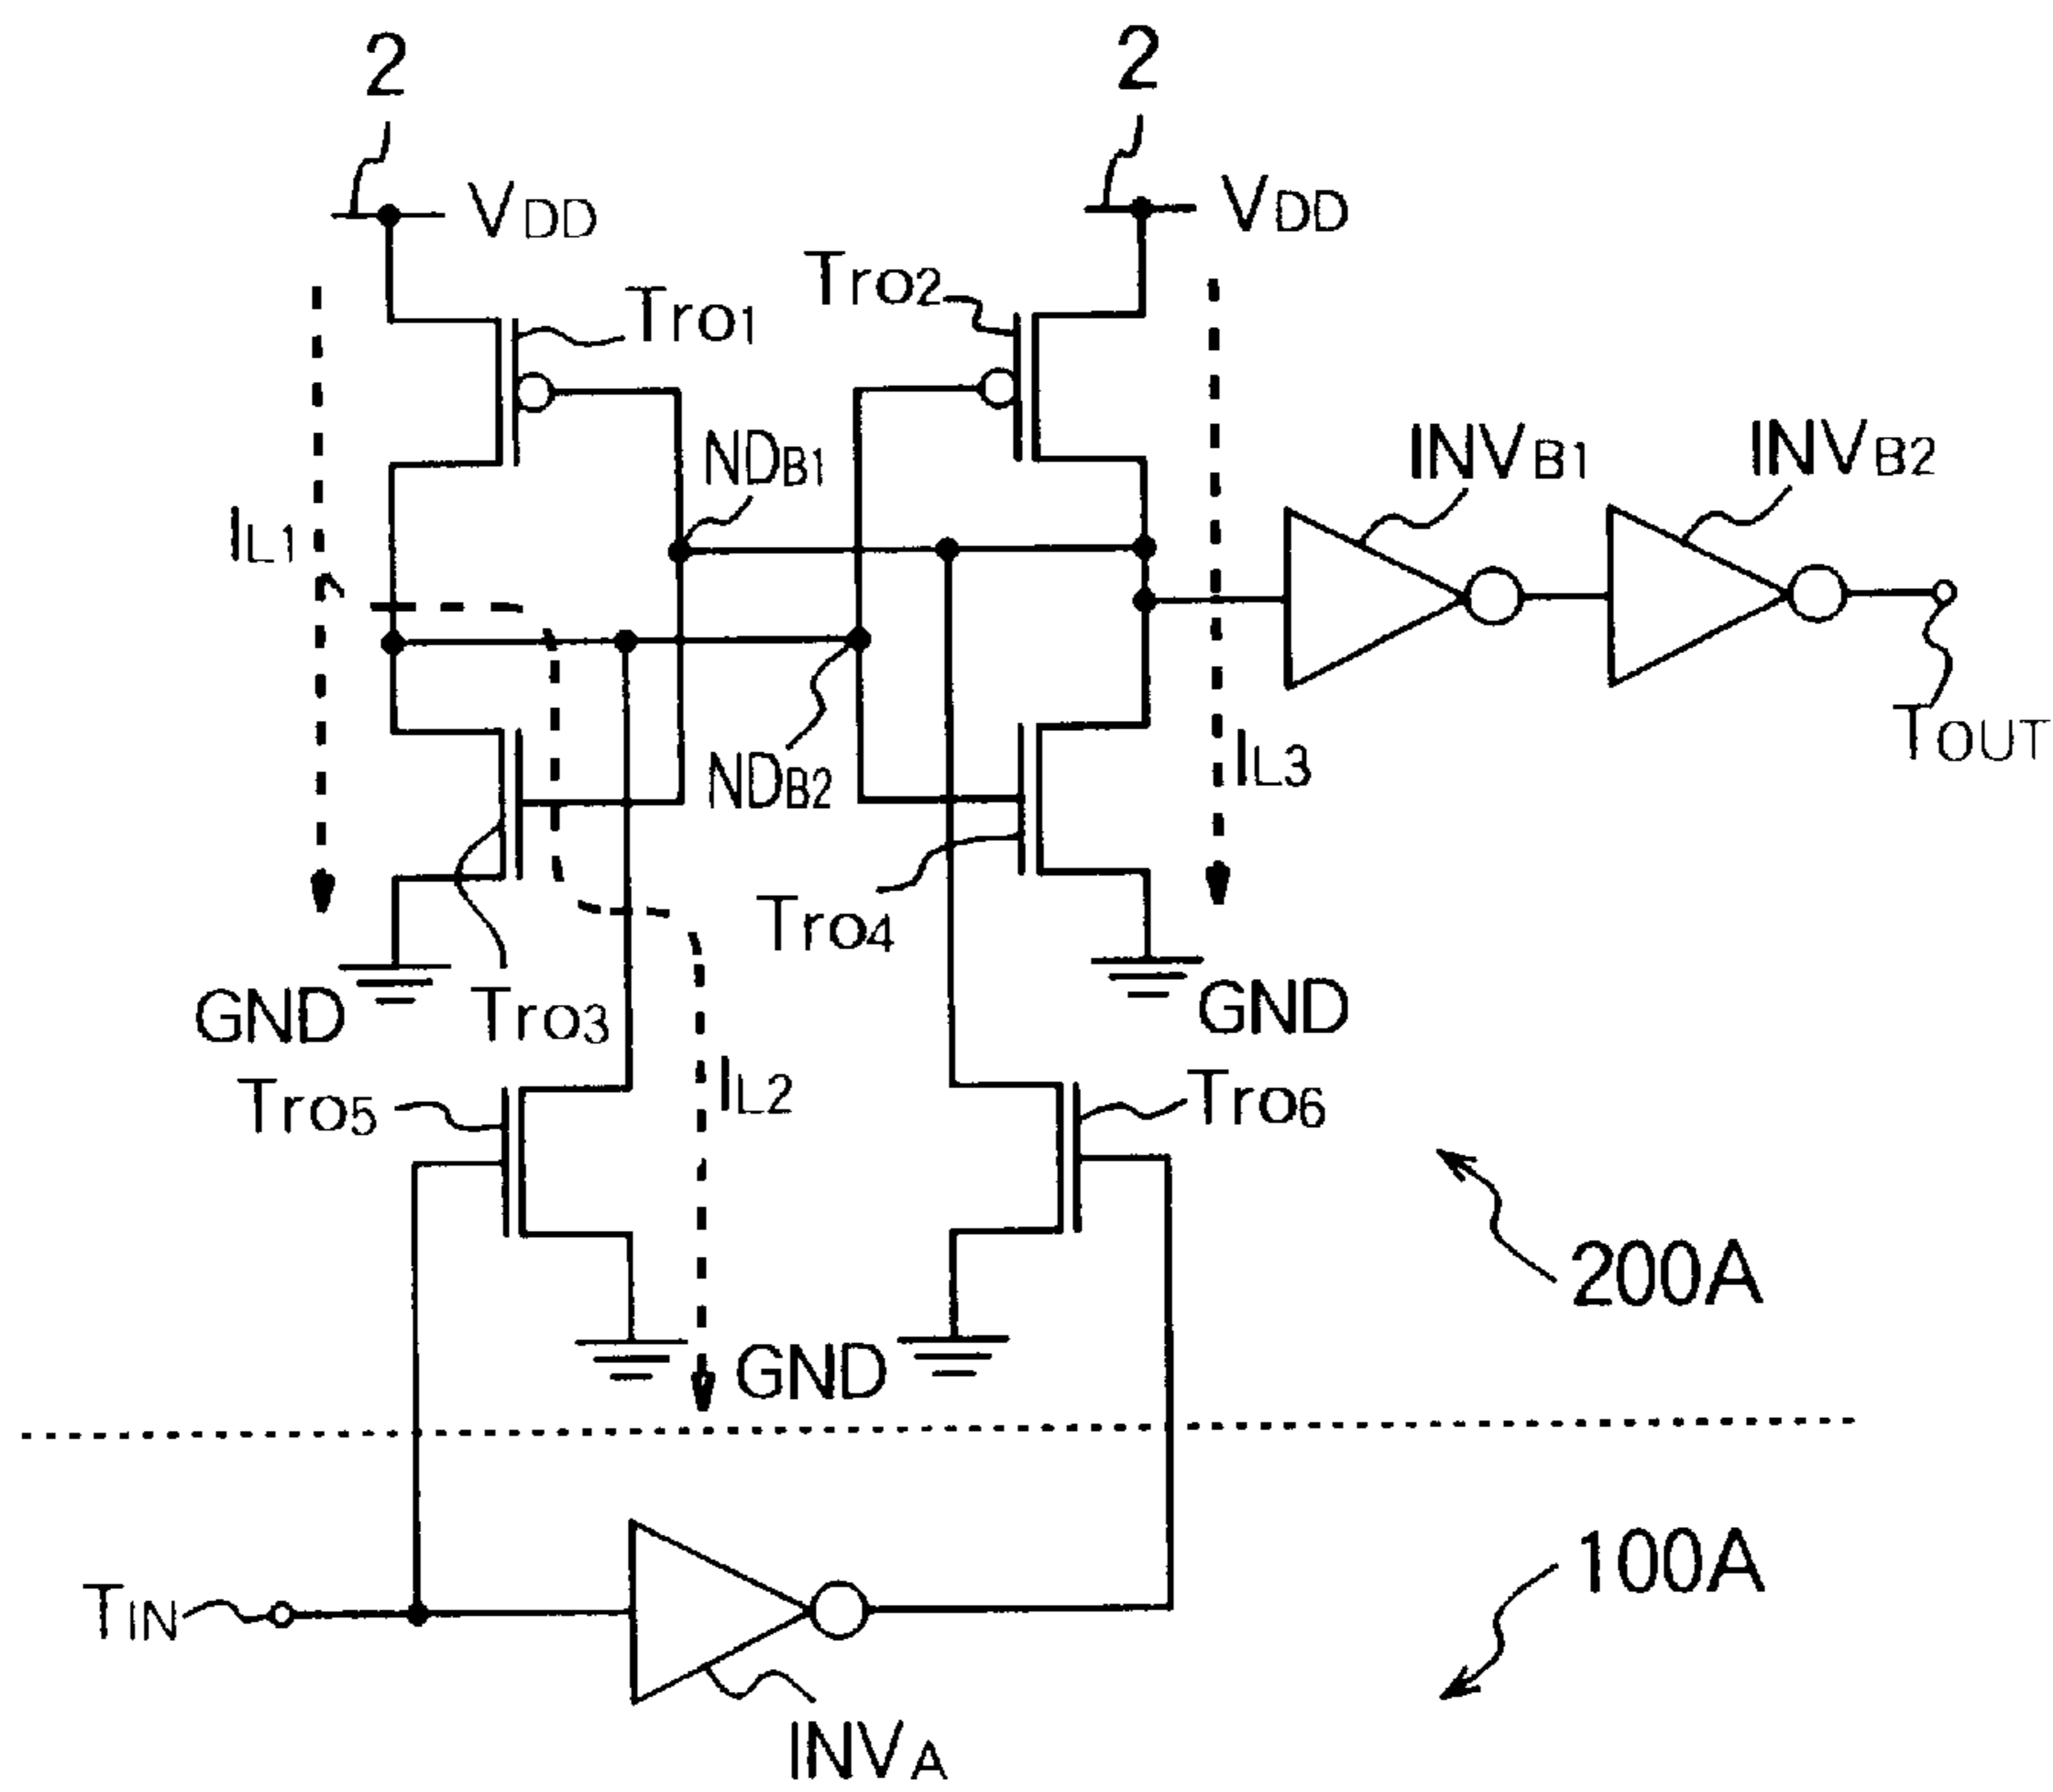 2
2
VDD
VDD
Tro1
Tro2
NDB1
INVB1
INVB2
IL1
NDB2
IL3
TOUT
Tro4
GND
Tro3
GND
Tro5
IL2
Tro6
200A
GND
100A
TIN
INVA